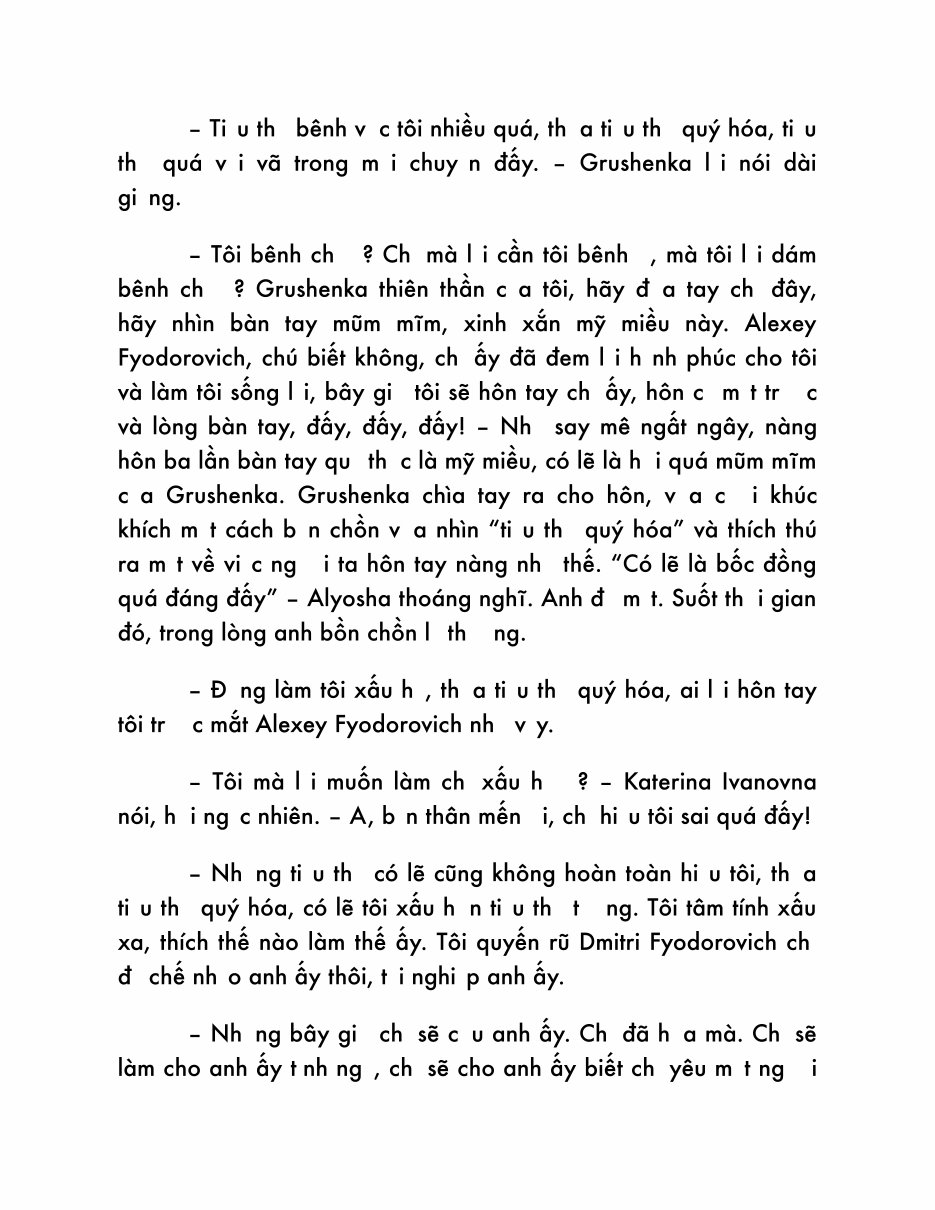 – Ti u th  bênh v c tôi nhiều quá, th a ti u th  quý hóa, ti u
th  quá v i vã trong m i chuy n đấy. – Grushenka l i nói dài
gi ng.
– Tôi bênh ch  ? Ch  mà l i cần tôi bênh  , mà tôi l i dám
bênh ch  ? Grushenka thiên thần c a tôi, hãy đ a tay ch  đây,
hãy nhìn bàn tay mũm mĩm, xinh xắn mỹ miều này. Alexey
Fyodorovich, chú biết không, ch  ấy đã đem l i h nh phúc cho tôi
và làm tôi sống l i, bây gi  tôi sẽ hôn tay ch  ấy, hôn c  m t tr  c
và lòng bàn tay, đấy, đấy, đấy! – Nh  say mê ngất ngây, nàng
hôn ba lần bàn tay qu  th c là mỹ miều, có lẽ là h i quá mũm mĩm
c a Grushenka. Grushenka chìa tay ra cho hôn, v a c  i khúc
khích m t cách b n chồn v a nhìn “ti u th  quý hóa” và thích thú
ra m t về vi c ng  i ta hôn tay nàng nh  thế. “Có lẽ là bốc đồng
quá đáng đấy” – Alyosha thoáng nghĩ. Anh đ  m t. Suốt th i gian
đó, trong lòng anh bồn chồn l  th  ng.
– Đ ng làm tôi xấu h , th a ti u th  quý hóa, ai l i hôn tay
tôi tr  c mắt Alexey Fyodorovich nh  v y.
– Tôi mà l i muốn làm ch  xấu h   ? – Katerina Ivanovna
nói, h i ng c nhiên. – A, b n thân mến  i, ch  hi u tôi sai quá đấy!
– Nh ng ti u th  có lẽ cũng không hoàn toàn hi u tôi, th a
ti u th  quý hóa, có lẽ tôi xấu h n ti u th  t  ng. Tôi tâm tính xấu
xa, thích thế nào làm thế ấy. Tôi quyến rũ Dmitri Fyodorovich ch
đ  chế nh o anh ấy thôi, t i nghi p anh ấy.
– Nh ng bây gi  ch  sẽ c u anh ấy. Ch  đã h a mà. Ch  sẽ
làm cho anh ấy t nh ng , ch  sẽ cho anh ấy biết ch  yêu m t ng  i